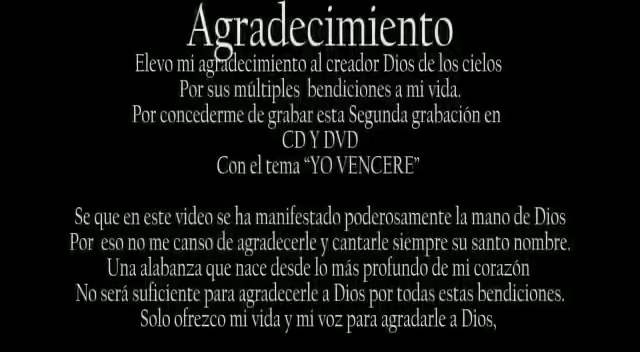 Agradecimiento
Elevo mi agradecimiento al creador Dios de los cielos
Por sus múltiples bendiciones a mi vida.
Por concederme de grabar esta Segunda grabación en
CD Y DVD
Con el tema “YO VENCERE”
Se que en este video se ha manifestado poderosamente la mano de Dios
Por eso no me canso de agradecerle y cantarle siempre su santo nombre.
Una alabanza que nace desde lo más profundo de mi corazón
No será suficiente para agradecerle a Dios por todas estas bendiciones.
Solo ofrezco mi vida y mi voz para agradarle a Dios,